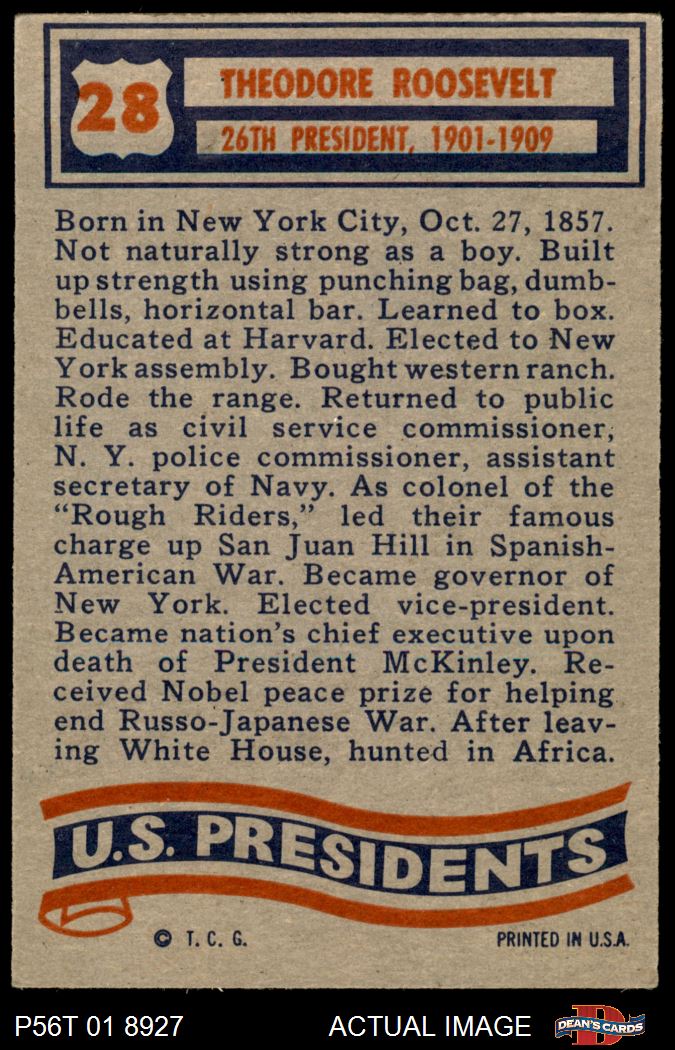 28
THEODORE ROOSEVELT
26TH PRESIDENT, 1901-1909
Born in New York City, Oct. 27, 1857.
Not naturally strong as a boy. Built
up strength using punching bag, dumb-
bells, horizontal bar. Learned to box.
Educated at Harvard. Elected to New
York assembly. Bought western ranch.
Rode the range. Returned to public
life as civil service commissioner,
N. Y. police commissioner, assistant
secretary of Navy. As colonel of the
“Rough Riders,” led their famous
charge up San Juan Hill in Spanish-
American War. Became governor of
New York. Elected vice-president.
Became nation’s chief executive upon
death of President McKinley. Re-
ceived Nobel peace prize for helping
end Russo-Japanese War. After leav-
ing White House, hunted in Africa.
U.S. PRESIDENTS
© T. C. G. PRINTED IN U.S.A.
P56T 01 8927 ACTUAL IMAGE D DEAN'S CARDS